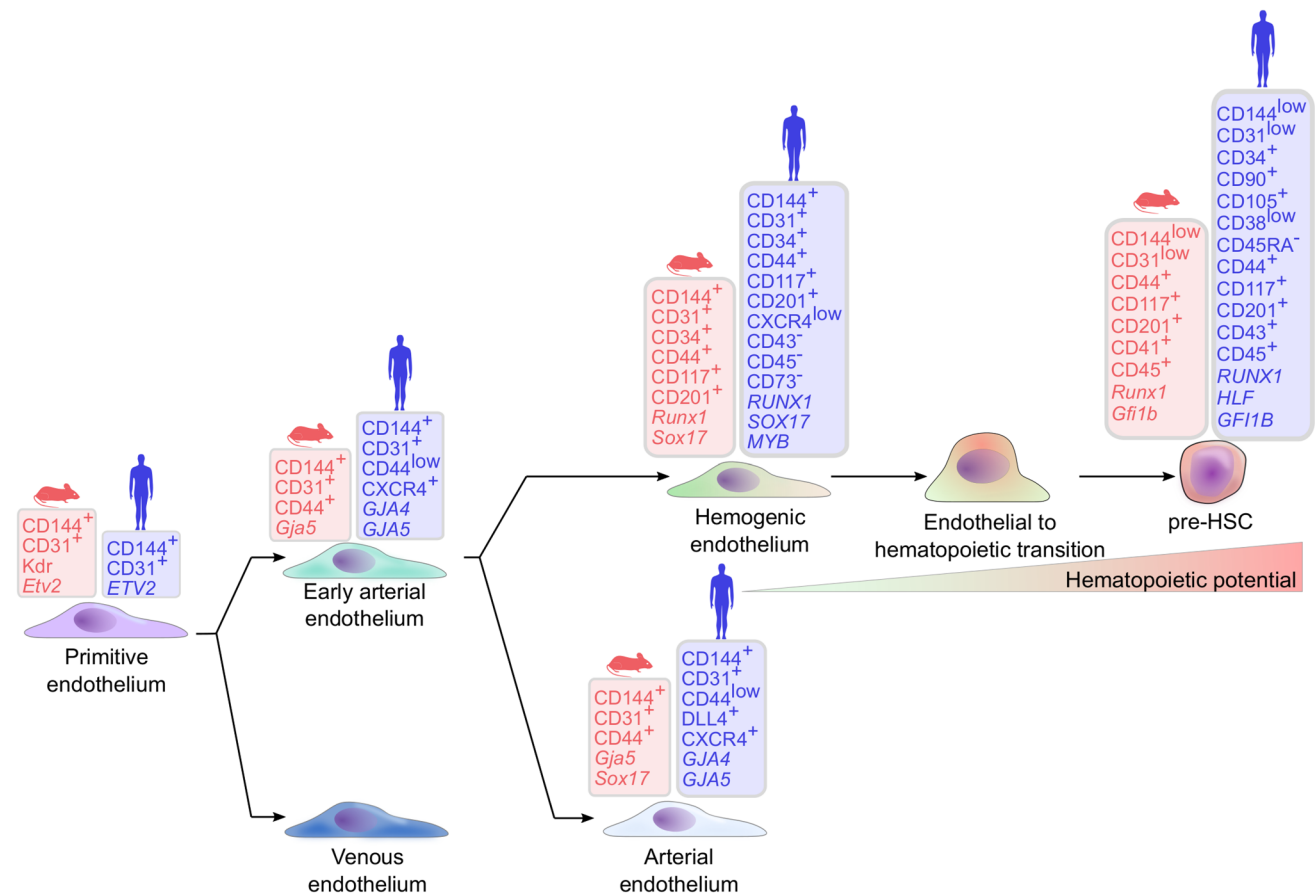 CD144+
CD31+
Kdr
Etv2
CD144+
CD31+
ETV2
Primitive
endothelium
CD144+
CD31+
CD44+
Gja5
CD144+
CD31+
CD44low
CXCR4+
GJA4
GJA5
Early arterial
endothelium
Venous
endothelium
CD144+
CD31+
CD34+
CD44+
CD117+
CD201+
Runx1
Sox17
CD144+
CD31+
CD34+
CD44+
CD117+
CD201+
CXCR4low
CD43-
CD45-
CD73-
RUNX1
SOX17
MYB
Hemogenic
endothelium
CD144+
CD31+
CD44+
Gja5
Sox17
CD144+
CD31+
CD44low
DLL4+
CXCR4+
GJA4
GJA5
Arterial
endothelium
Endothelial to
hematopoietic transition
CD144low
CD31low
CD44+
CD117+
CD201+
CD41+
CD45+
Runx1
Gfi1b
CD144low
CD31low
CD34+
CD90+
CD105+
CD38low
CD45RA-
CD44+
CD117+
CD201+
CD43+
CD45+
RUNX1
HLF
GFI1B
pre-HSC
Hematopoietic potential